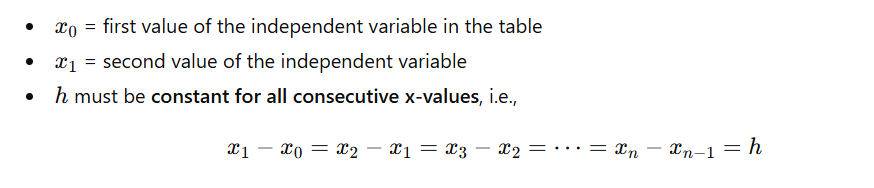 • x₀ = first value of the independent variable in the table
• x₁ = second value of the independent variable
• h must be constant for all consecutive x-values, i.e.,
x₁ − x₀ = x₂ − x₁ = x₃ − x₂ = ⋯ = xₙ − xₙ₋₁ = h